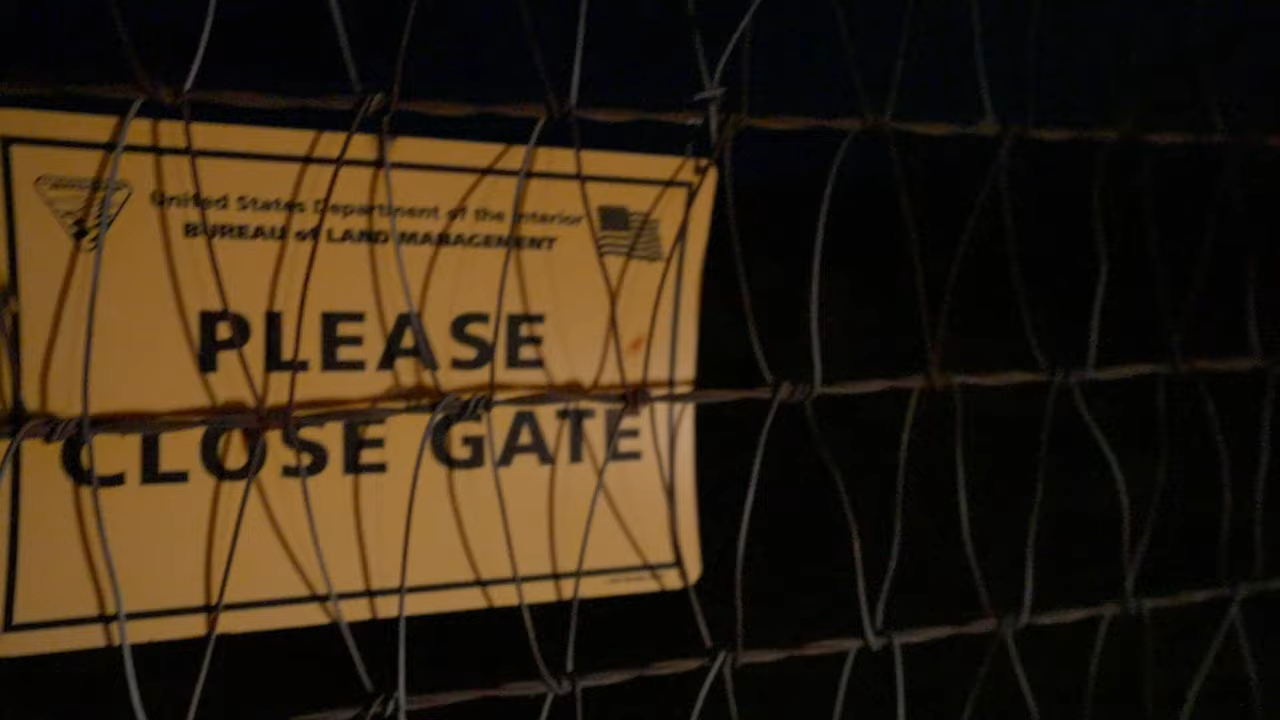 United States Department of the Interior
BUREAU of LAND MANAGEMENT
PLEASE
CLOSE GATE